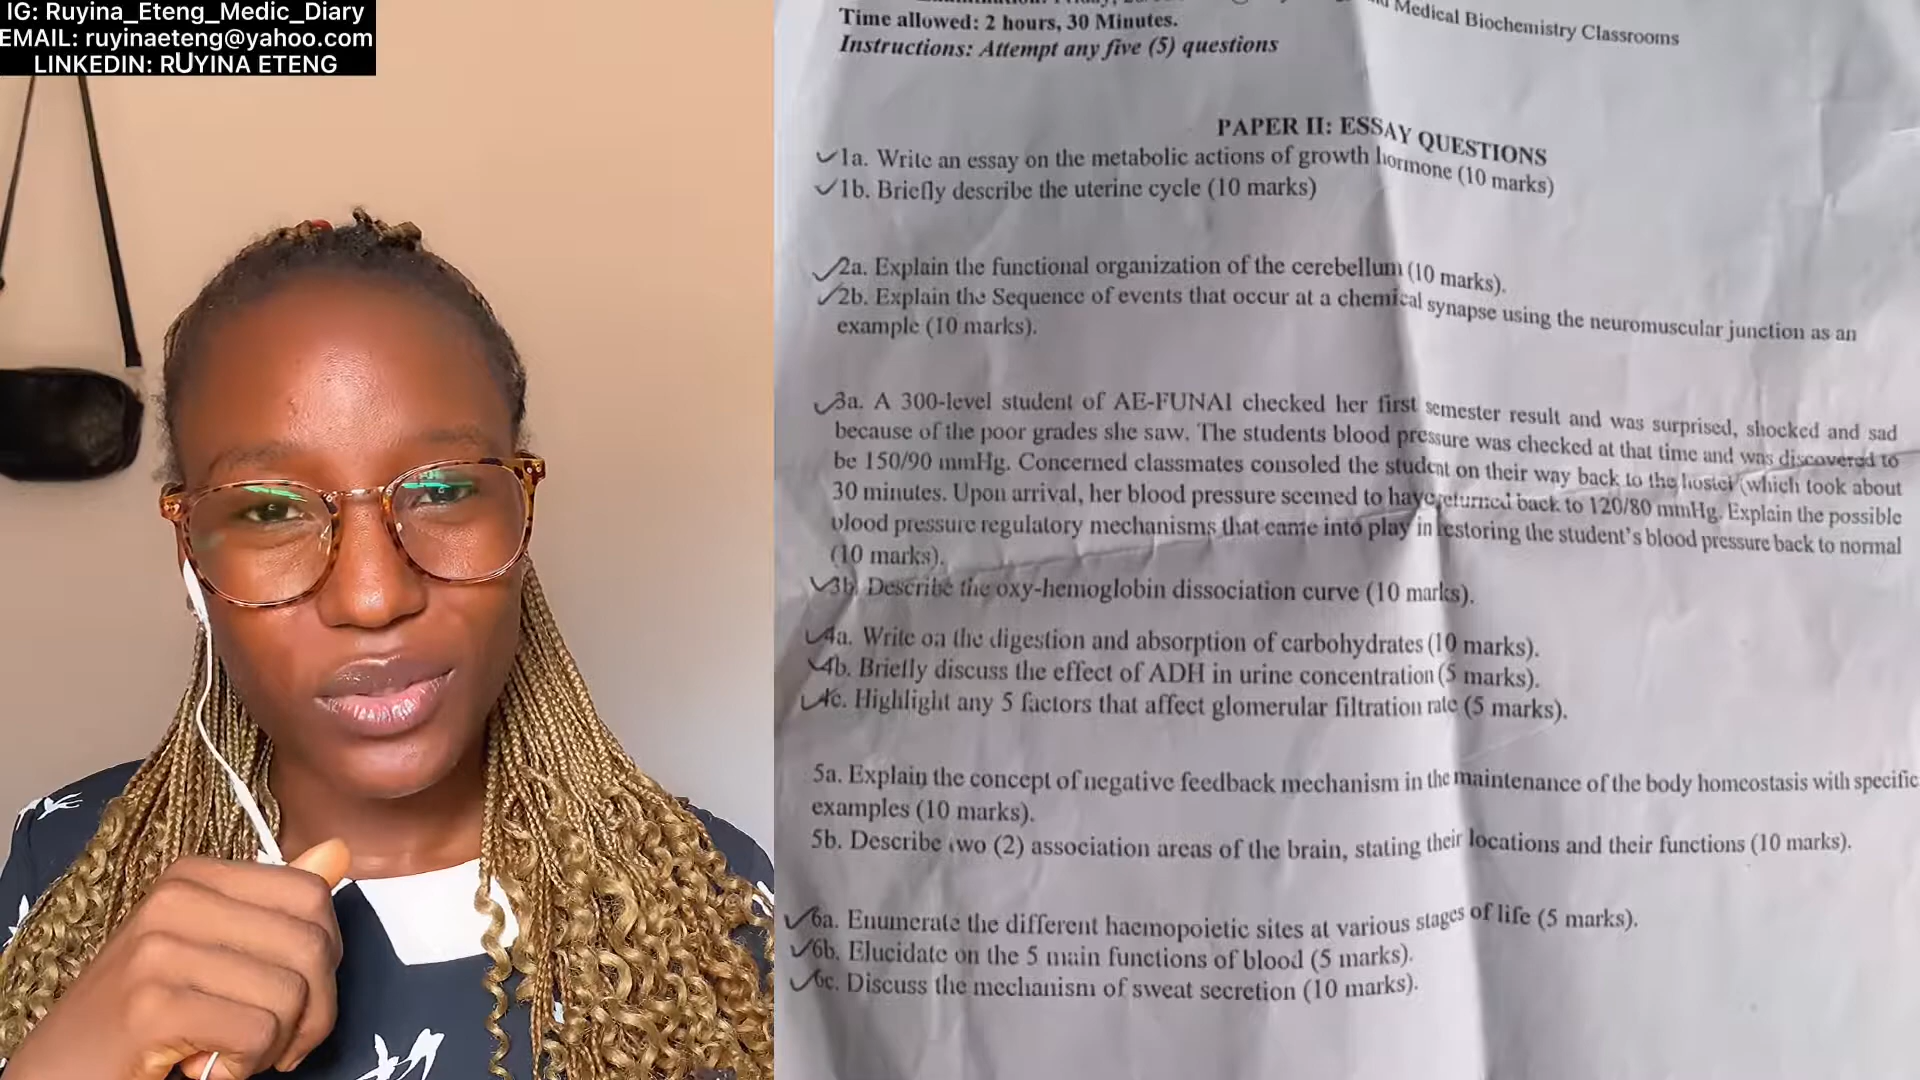 IG: Ruyina_Eteng_Medic_Diary
EMAIL: ruyinaeteng@yahoo.com
LINKEDIN: RUYINA ETENG
Medical Biochemistry Classrooms
Time allowed: 2 hours, 30 Minutes.
Instructions: Attempt any five (5) questions
PAPER II: ESSAY QUESTIONS
1a. Write an essay on the metabolic actions of growth hormone (10 marks)
1b. Briefly describe the uterine cycle (10 marks)
2a. Explain the functional organization of the cerebellum (10 marks).
2b. Explain the Sequence of events that occur at a chemical synapse using the neuromuscular junction as an
example (10 marks).
3a. A 300-level student of AE-FUNAI checked her first semester result and was surprised, shocked and sad
because of the poor grades she saw. The students blood pressure was checked at that time and was discovered to
be 150/90 mmHg. Concerned classmates consoled the student on their way back to the hostel (which took about
30 minutes. Upon arrival, her blood pressure seemed to have returned back to 120/80 mmHg. Explain the possible
blood pressure regulatory mechanisms that came into play in restoring the student's blood pressure back to normal
(10 marks).
3b. Describe the oxy-hemoglobin dissociation curve (10 marks).
4a. Write on the digestion and absorption of carbohydrates (10 marks).
4b. Briefly discuss the effect of ADH in urine concentration (5 marks).
4c. Highlight any 5 factors that affect glomerular filtration rate (5 marks).
5a. Explain the concept of negative feedback mechanism in the maintenance of the body homeostasis with specific
examples (10 marks).
5b. Describe two (2) association areas of the brain, stating their locations and their functions (10 marks).
6a. Enumerate the different haemopoietic sites at various stages of life (5 marks).
6b. Elucidate on the 5 main functions of blood (5 marks).
6c. Discuss the mechanism of sweat secretion (10 marks).